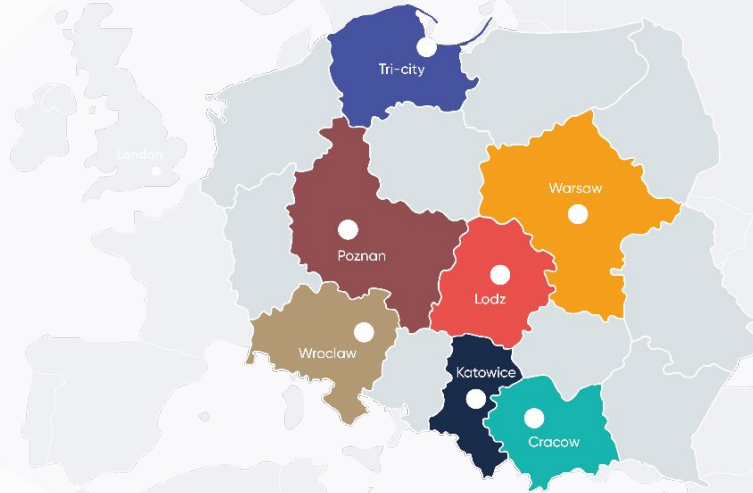 Tri-city
London
Warsaw
Poznan
Lodz
Wroclaw
Katowice
Cracow